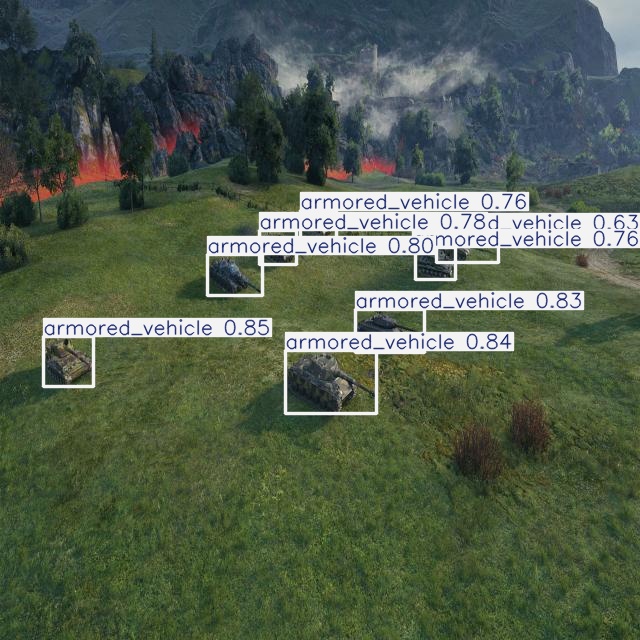 armored_vehicle 0.76
armored_vehicle 0.78
d_vehicle 0.63
armored_vehicle 0.80
mored_vehicle 0.76
armored_vehicle 0.83
armored_vehicle 0.85
armored_vehicle 0.84